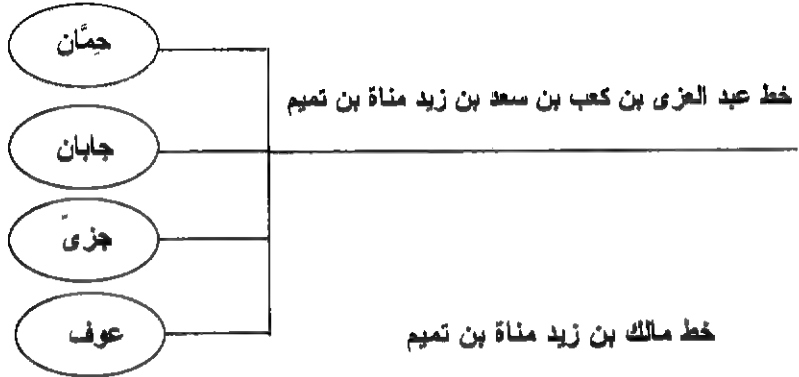 حِمَّان
خط عبد العزى بن كعب بن سعد بن زيد مناة بن تميم
جابان
جزىّ
عوف
خط مالك بن زيد مناة بن تميم